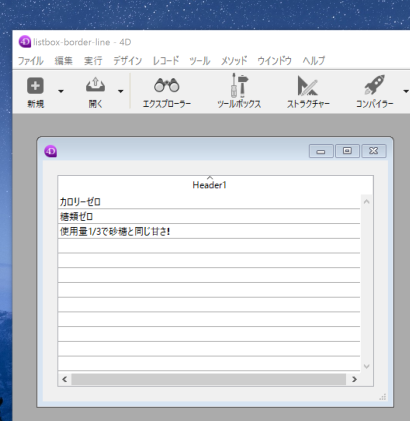 listbox-border-line - 4D
ファイル 編集 実行 デザイン レコード ツール メソッド ウインドウ ヘルプ
新規 開く エクスプローラー ツールボックス ストラクチャー コンパイラー
Header1
カロリーゼロ
糖類ゼロ
使用量1/3で砂糖と同じ甘さ!